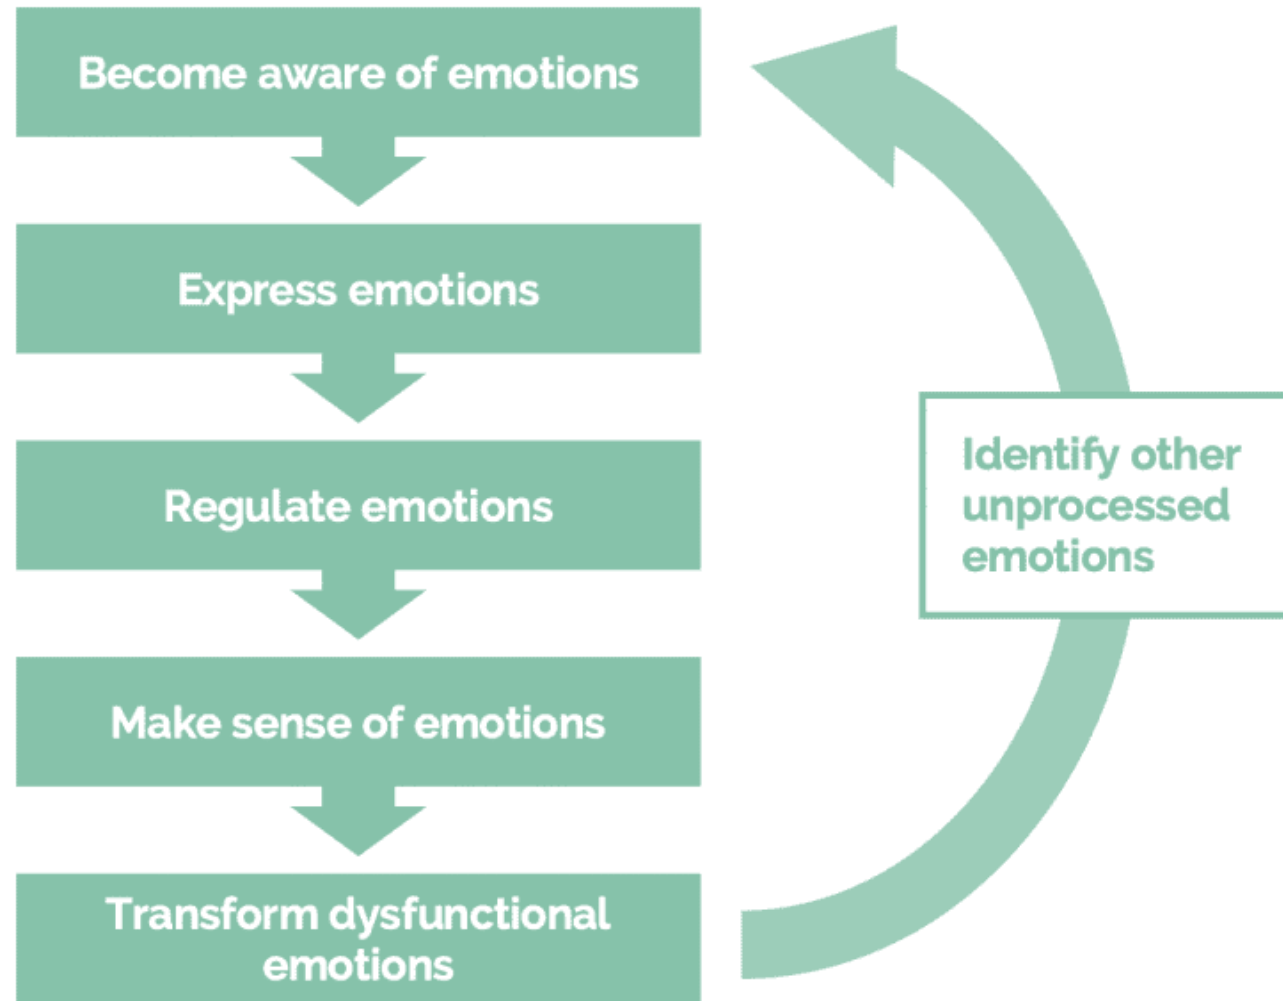 Become aware of emotions
Express emotions
Regulate emotions
Make sense of emotions
Transform dysfunctional
emotions
Identify other
unprocessed
emotions